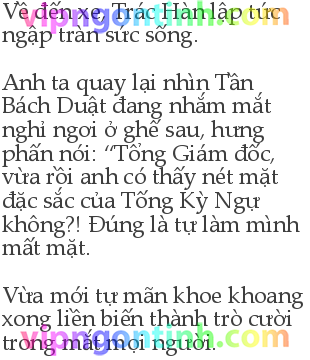 Về đến xe, Trác Hàn lập tức
ngập tràn sức sống.
Anh ta quay lại nhìn Tần
Bách Duật đang nhắm mắt
nghỉ ngơi ở ghế sau, hưng
phấn nói: “Tổng Giám đốc,
vừa rồi anh có thấy nét mặt
đặc sắc của Tống Kỳ Ngự
không?! Đúng là tự làm mình
mất mặt.
Vừa mới tự mãn khoe khoang
xong liền biến thành trò cười
trong mắt mọi người.
vipngontinh.com
vipngontinh.com